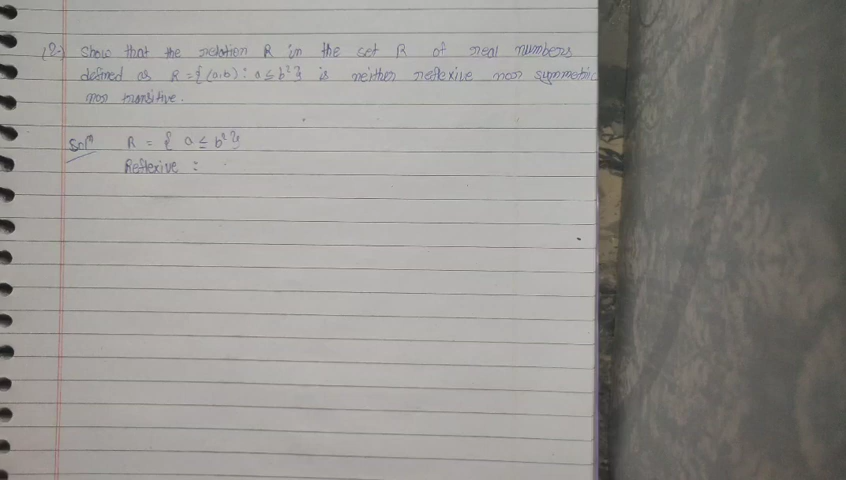 (2.) Show that the relation R in the set R of real numbers
defined as R = { (a,b) : a ≤ b² } is neither reflexive nor symmetric
nor transitive.
Solⁿ R = { a ≤ b² }
Reflexive :